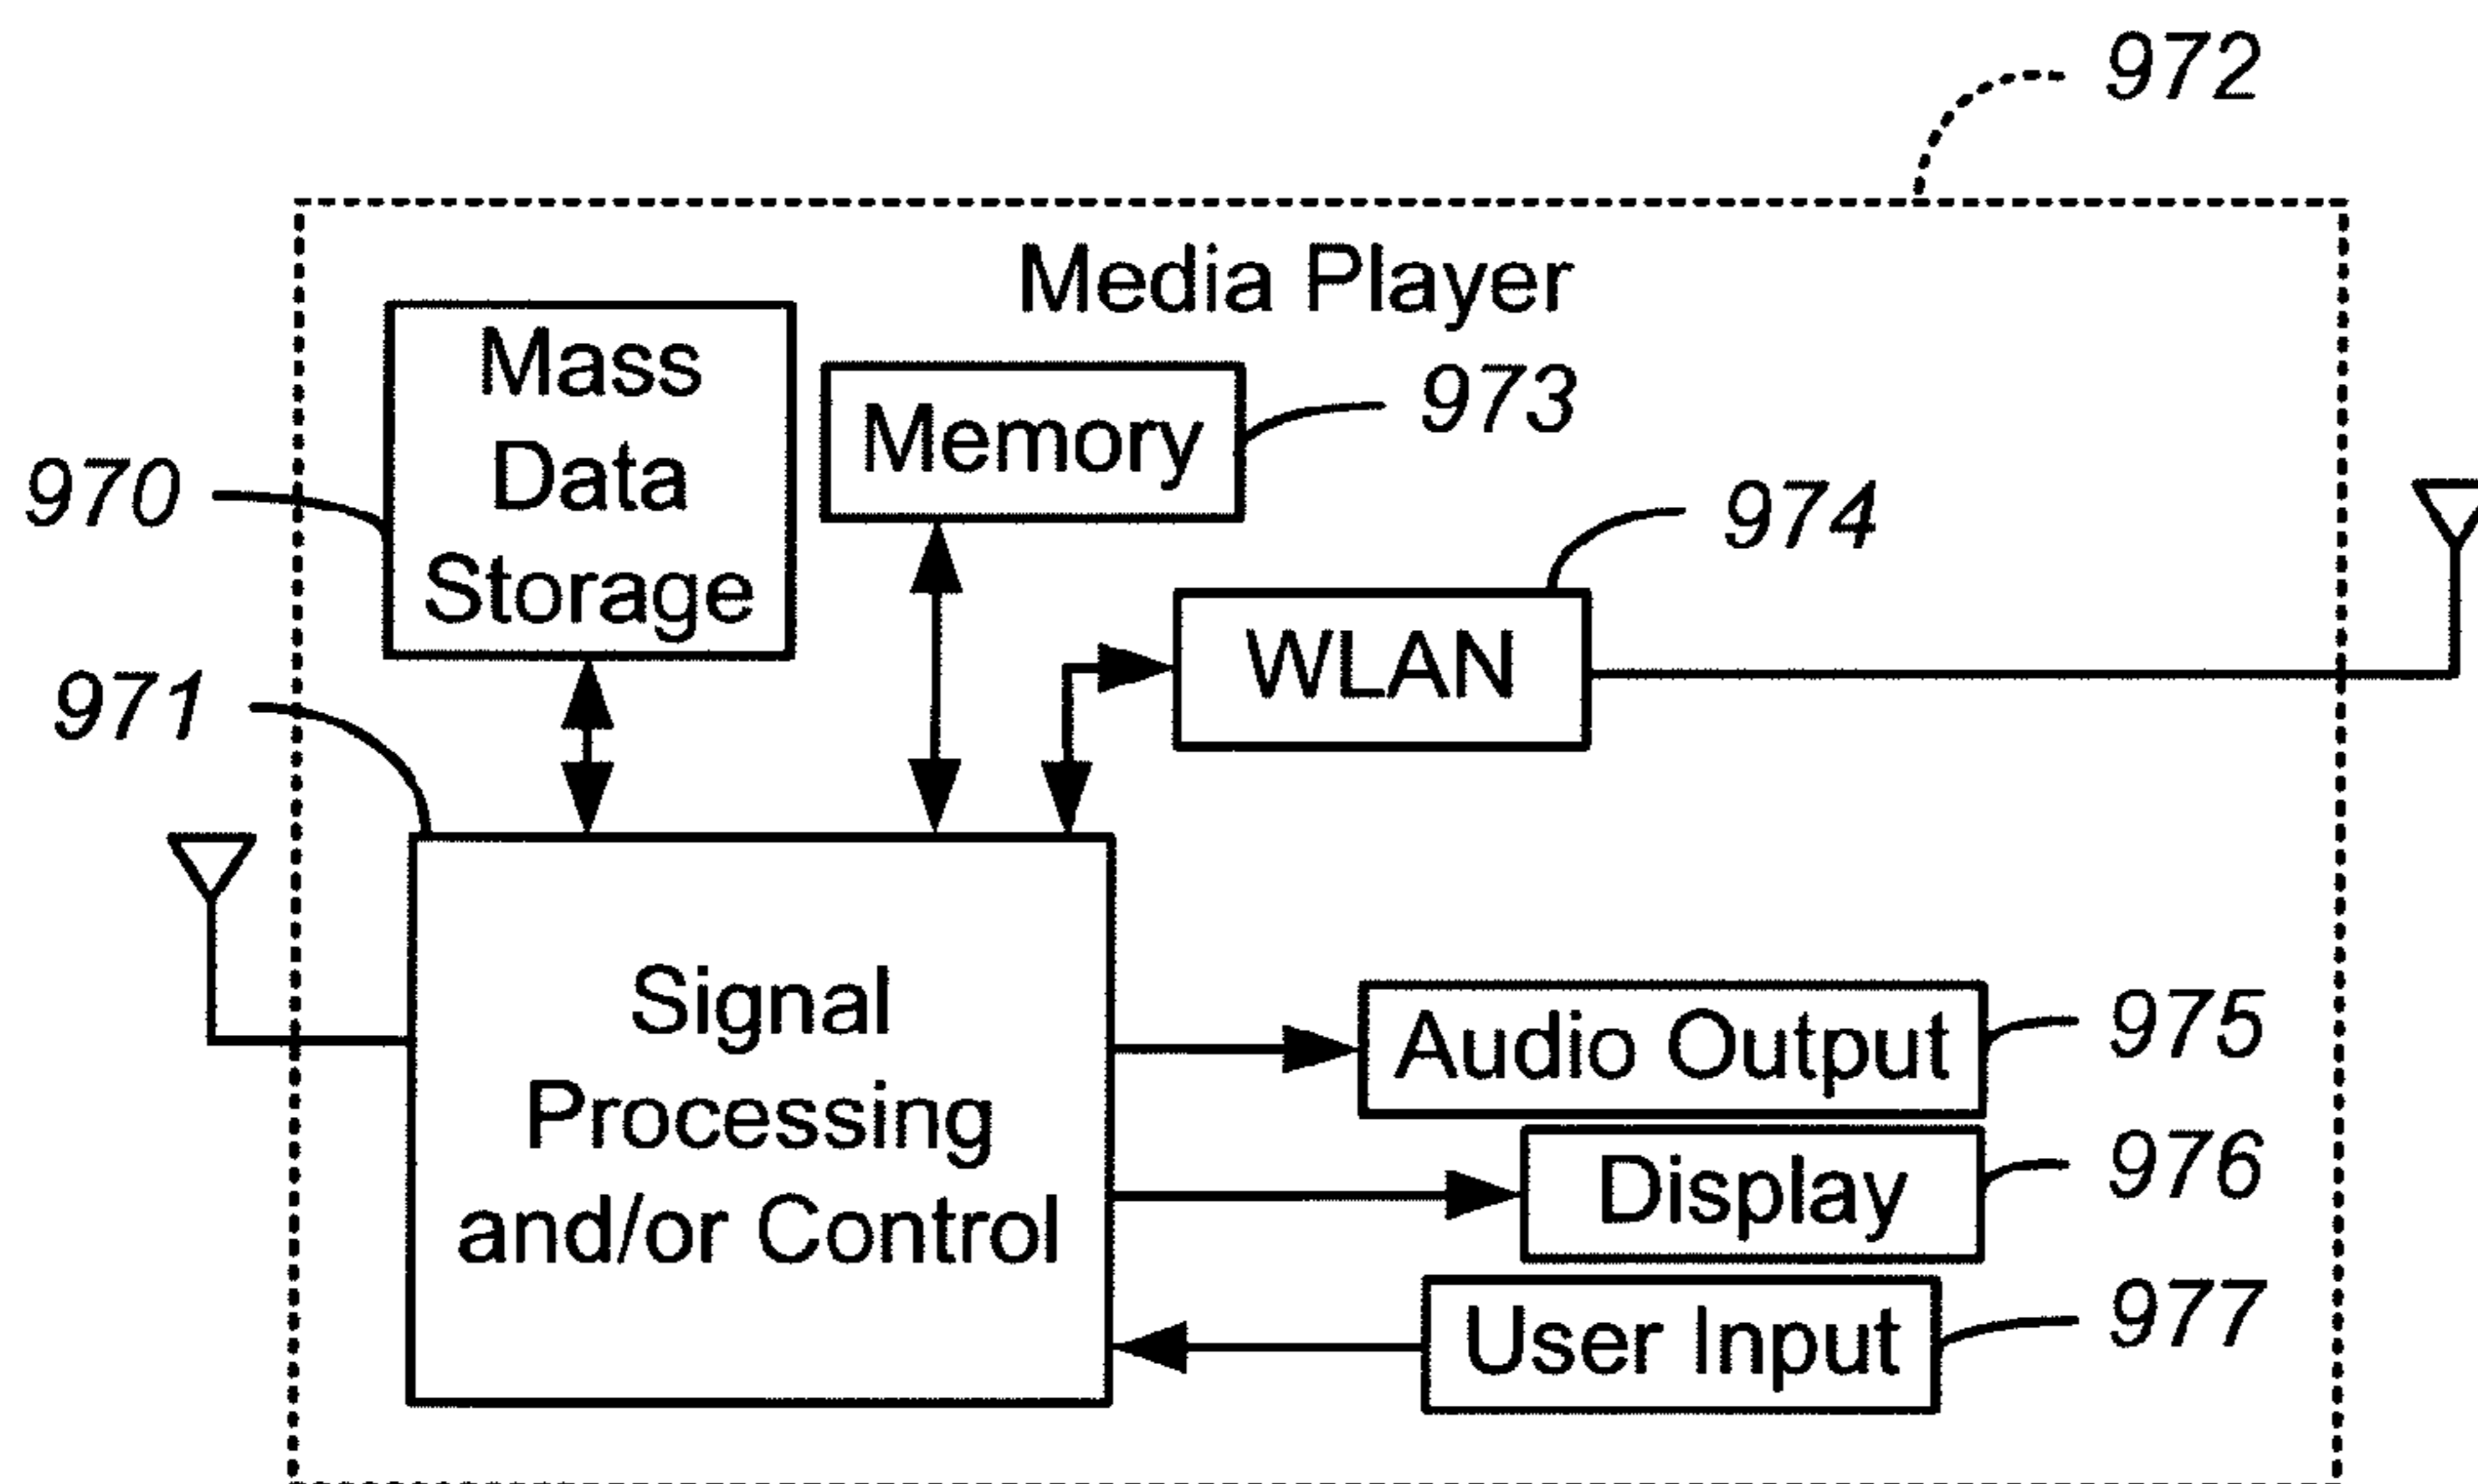 972
Media Player
Mass
Data
Storage
Memory
973
970
974
WLAN
971
Signal
Processing
and/or Control
Audio Output
975
Display
976
User Input
977